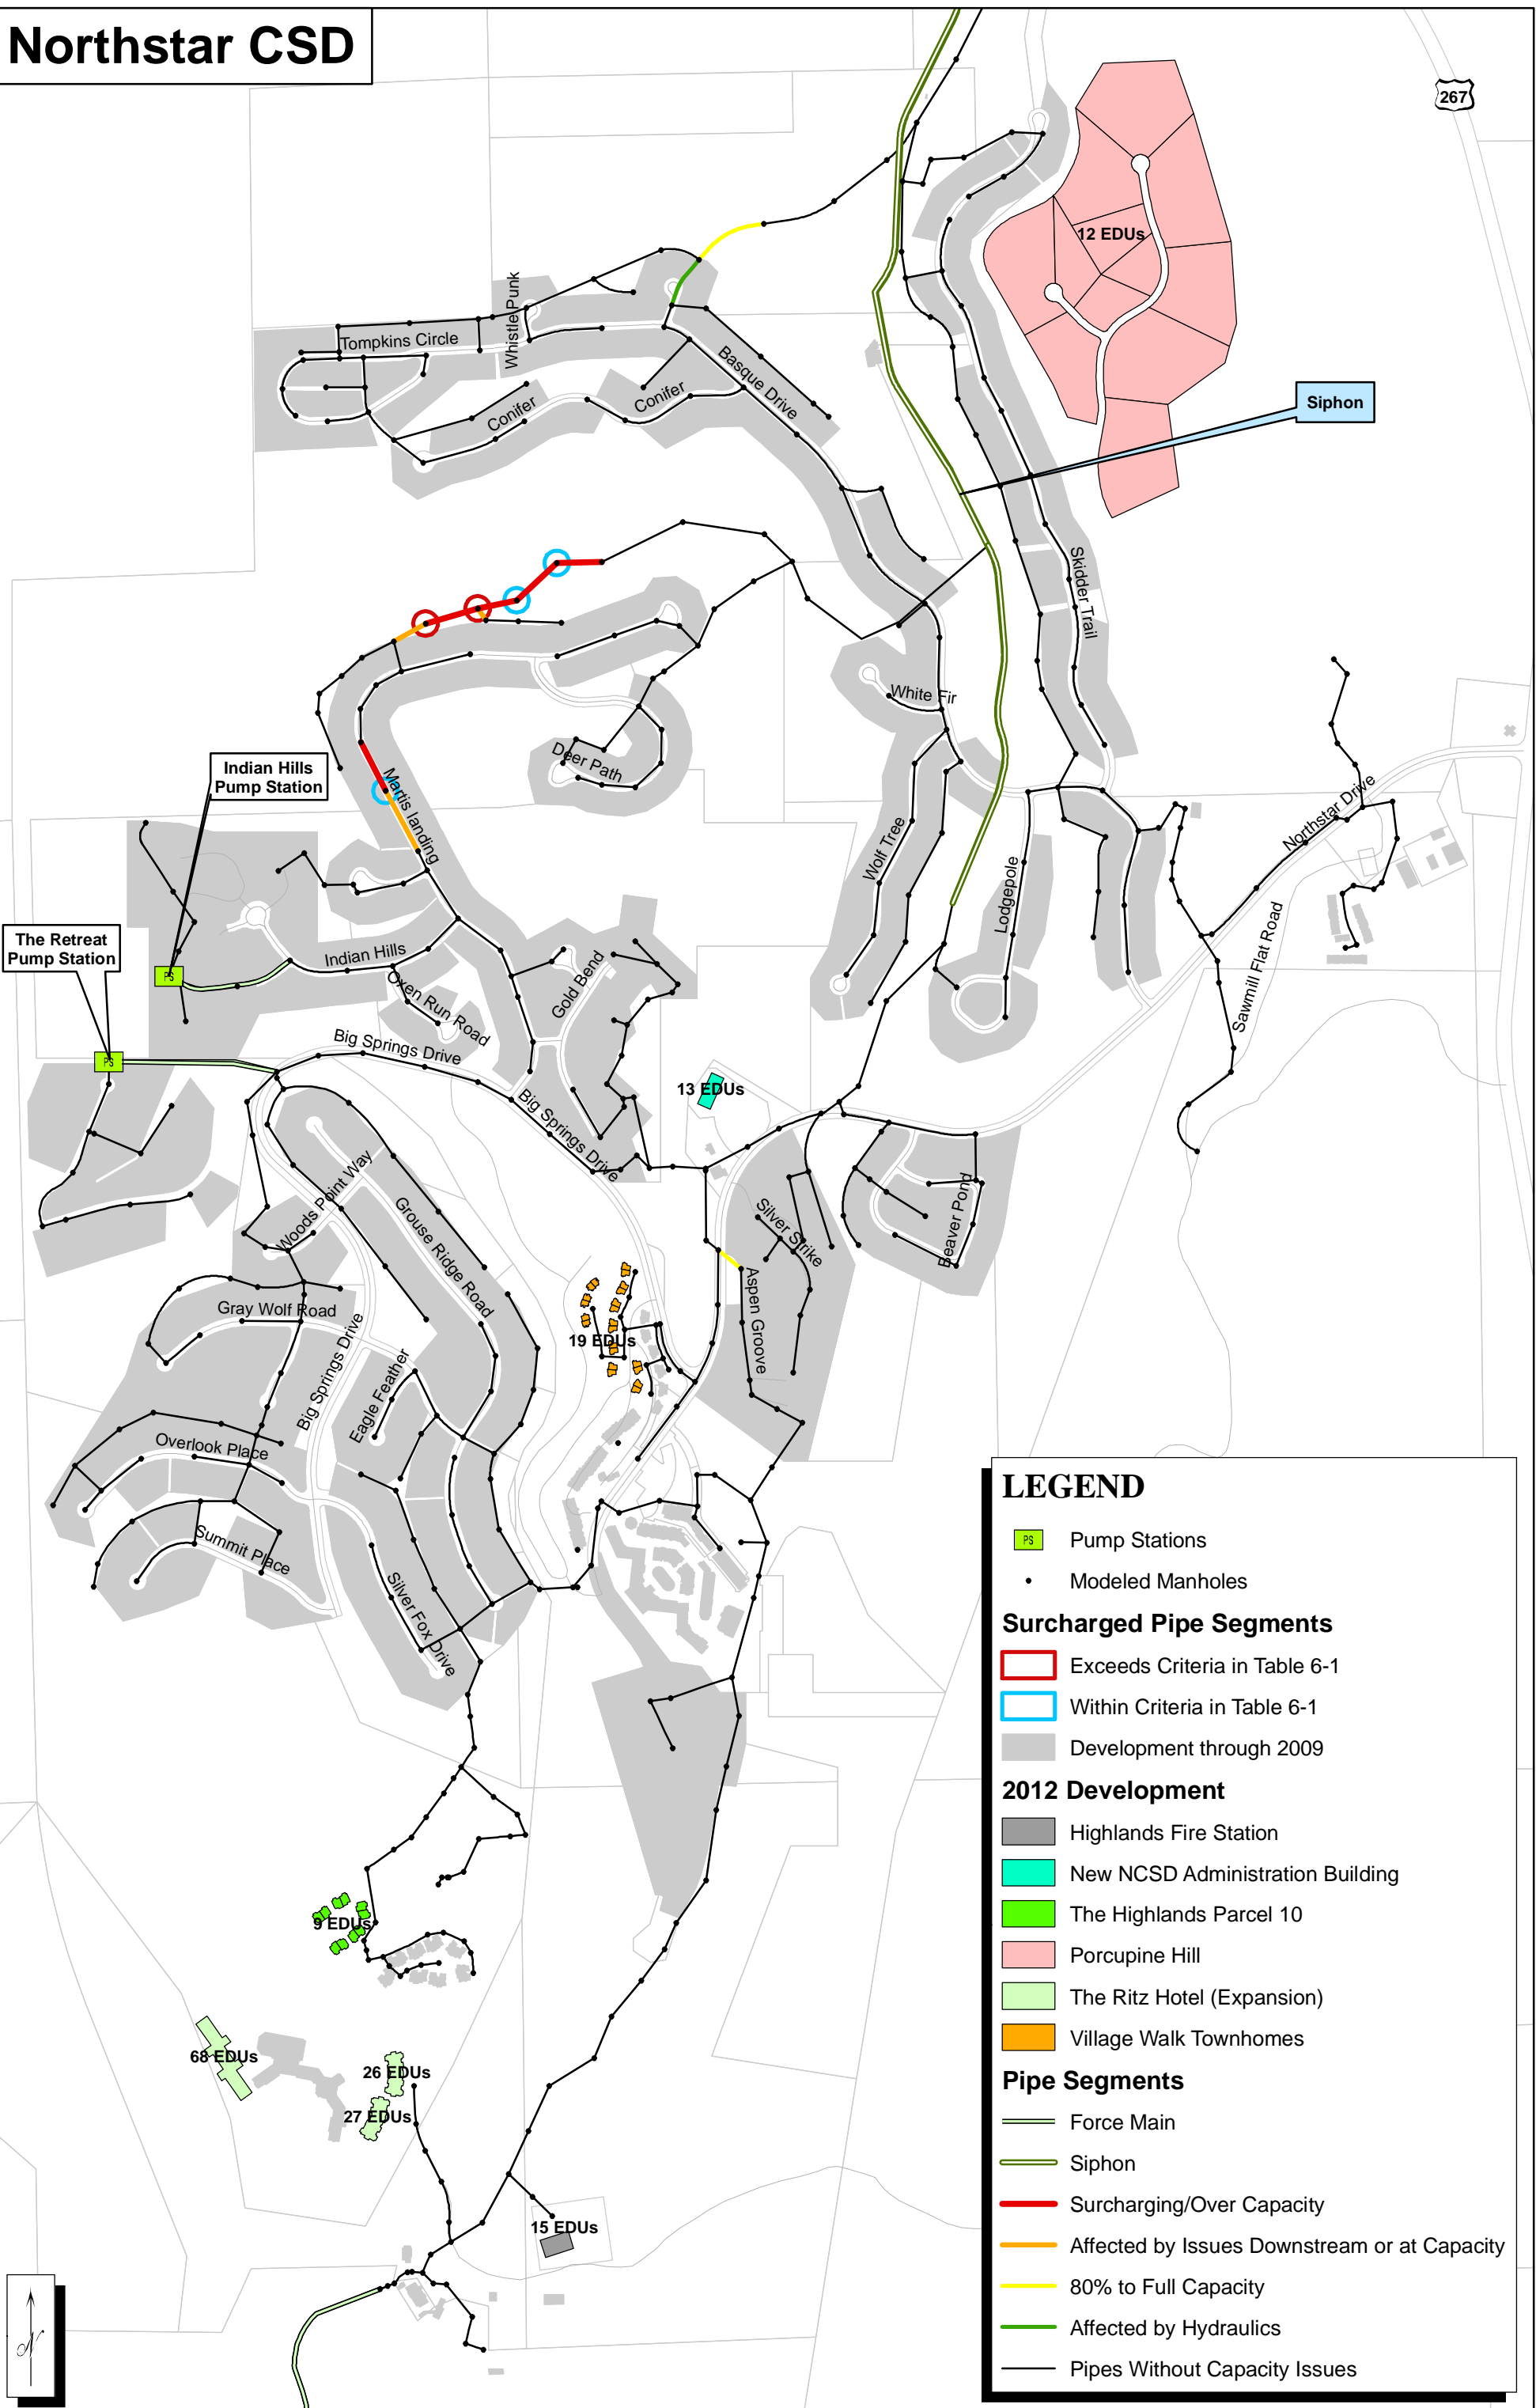 Northstar CSD
267
12 EDUs
Whistle Punk
Tompkins Circle
Basque Drive
Conifer
Conifer
Siphon
Skidder Trail
White Fir
Deer Path
Indian Hills
Pump Station
Martis landing
Northstar Drive
Wolf Tree
Lodgepole
Sawmill Flat Road
The Retreat
Pump Station
PS
Indian Hills
Oxen Run Road
Gold Bend
Big Springs Drive
PS
13 EDUs
Big Springs Drive
Woods Point Way
Grouse Ridge Road
Silver Strike
Beaver Pond
Aspen Groove
Gray Wolf Road
19 EDUs
Big Springs Drive
Eagle Feather
Overlook Place
Summit Place
Silver Fox Drive
9 EDUs
68 EDUs
26 EDUs
27 EDUs
15 EDUs
N
LEGEND
PS Pump Stations
Modeled Manholes
Surcharged Pipe Segments
Exceeds Criteria in Table 6-1
Within Criteria in Table 6-1
Development through 2009
2012 Development
Highlands Fire Station
New NCSD Administration Building
The Highlands Parcel 10
Porcupine Hill
The Ritz Hotel (Expansion)
Village Walk Townhomes
Pipe Segments
Force Main
Siphon
Surcharging/Over Capacity
Affected by Issues Downstream or at Capacity
80% to Full Capacity
Affected by Hydraulics
Pipes Without Capacity Issues